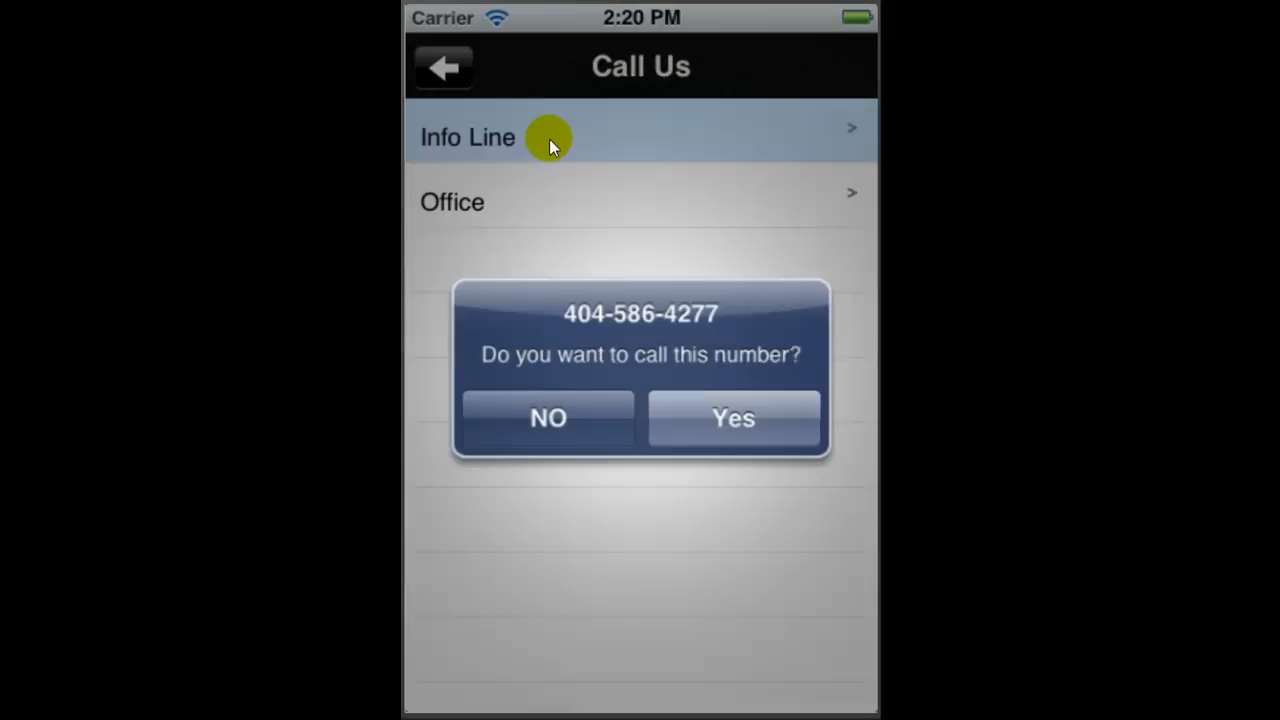 Carrier 2:20 PM
Call Us
Info Line >
Office >
404-586-4277
Do you want to call this number?
NO Yes